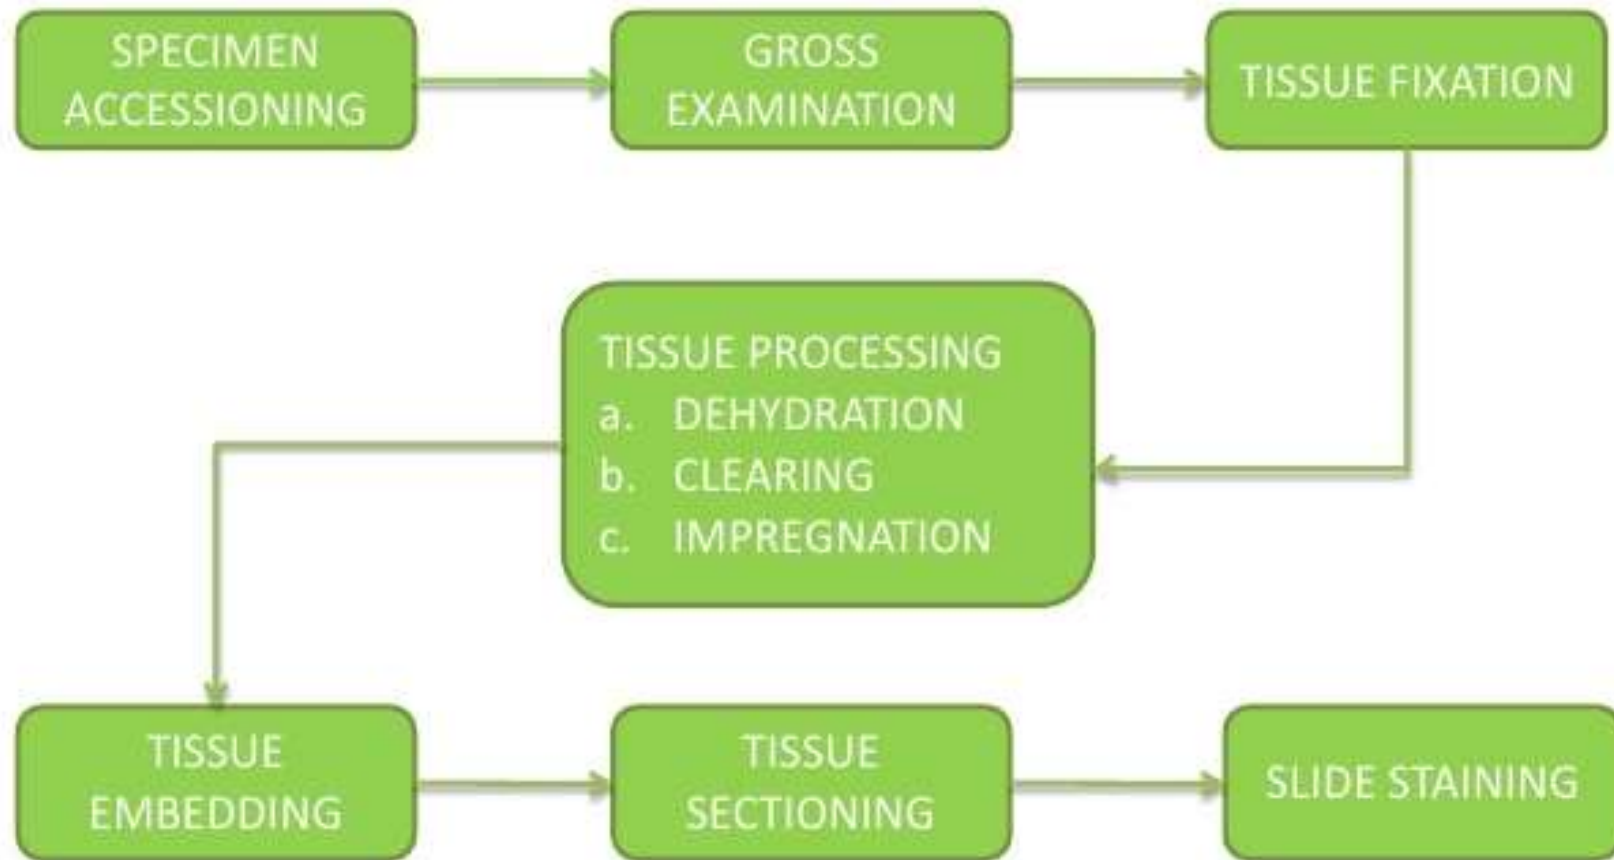 SPECIMEN
ACCESSIONING
GROSS
EXAMINATION
TISSUE FIXATION
TISSUE PROCESSING
a. DEHYDRATION
b. CLEARING
c. IMPREGNATION
TISSUE
EMBEDDING
TISSUE
SECTIONING
SLIDE STAINING